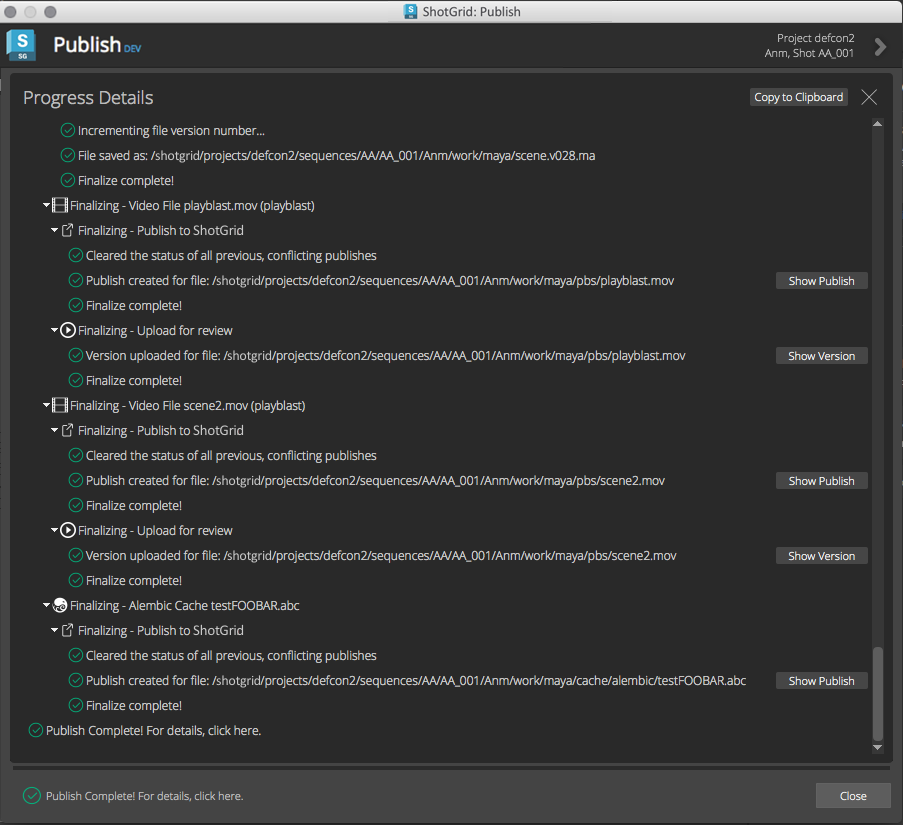 ShotGrid: Publish
S
SG
Publish DEV
Project defcon2
Anm, Shot AA_001
Progress Details
Copy to Clipboard
Incrementing file version number...
File saved as: /shotgrid/projects/defcon2/sequences/AA/AA_001/Anm/work/maya/scene.v028.ma
Finalize complete!
Finalizing - Video File playblast.mov (playblast)
Finalizing - Publish to ShotGrid
Cleared the status of all previous, conflicting publishes
Publish created for file: /shotgrid/projects/defcon2/sequences/AA/AA_001/Anm/work/maya/pbs/playblast.mov Show Publish
Finalize complete!
Finalizing - Upload for review
Version uploaded for file: /shotgrid/projects/defcon2/sequences/AA/AA_001/Anm/work/maya/pbs/playblast.mov Show Version
Finalize complete!
Finalizing - Video File scene2.mov (playblast)
Finalizing - Publish to ShotGrid
Cleared the status of all previous, conflicting publishes
Publish created for file: /shotgrid/projects/defcon2/sequences/AA/AA_001/Anm/work/maya/pbs/scene2.mov Show Publish
Finalize complete!
Finalizing - Upload for review
Version uploaded for file: /shotgrid/projects/defcon2/sequences/AA/AA_001/Anm/work/maya/pbs/scene2.mov Show Version
Finalize complete!
Finalizing - Alembic Cache testFOOBAR.abc
Finalizing - Publish to ShotGrid
Cleared the status of all previous, conflicting publishes
Publish created for file: /shotgrid/projects/defcon2/sequences/AA/AA_001/Anm/work/maya/cache/alembic/testFOOBAR.abc Show Publish
Finalize complete!
Publish Complete! For details, click here.
Publish Complete! For details, click here.
Close